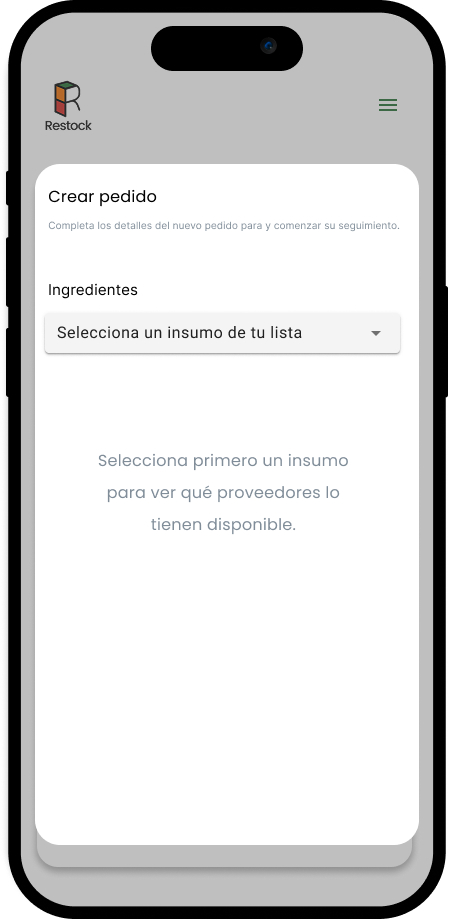 Restock
Crear pedido
Completa los detalles del nuevo pedido para y comenzar su seguimiento.
Ingredientes
Selecciona un insumo de tu lista
Selecciona primero un insumo
para ver qué proveedores lo
tienen disponible.